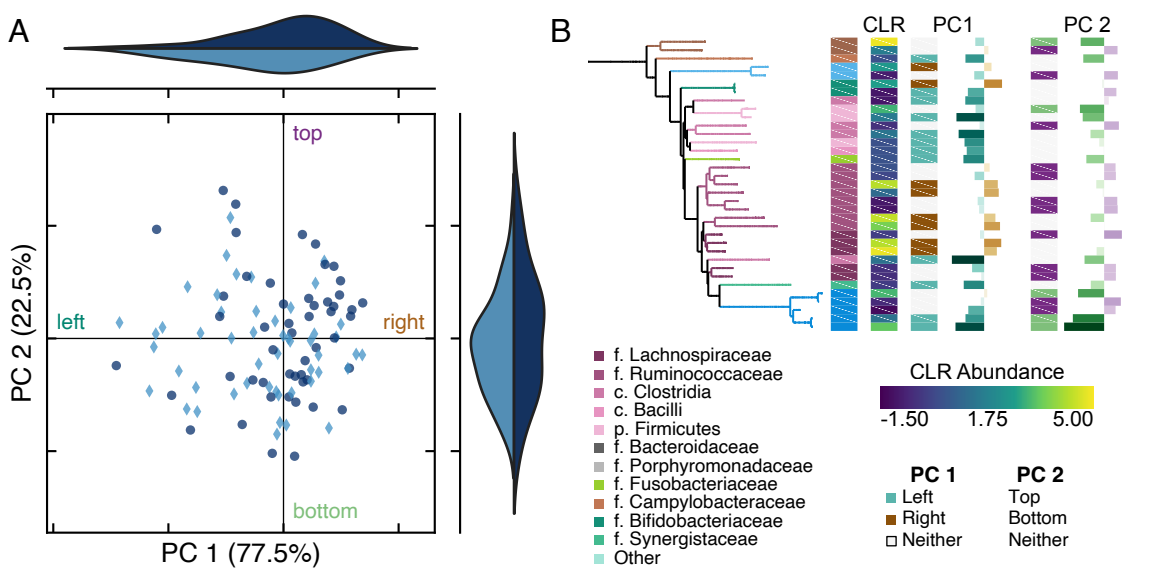 A
top
left
right
bottom
PC 2 (22.5%)
PC 1 (77.5%)
B
CLR PC1 PC 2
f. Lachnospiraceae
f. Ruminococcaceae
c. Clostridia
c. Bacilli
p. Firmicutes
f. Bacteroidaceae
f. Porphyromonadaceae
f. Fusobacteriaceae
f. Campylobacteraceae
f. Bifidobacteriaceae
f. Synergistaceae
Other
CLR Abundance
-1.50 1.75 5.00
PC 1 PC 2
Left Top
Right Bottom
Neither Neither